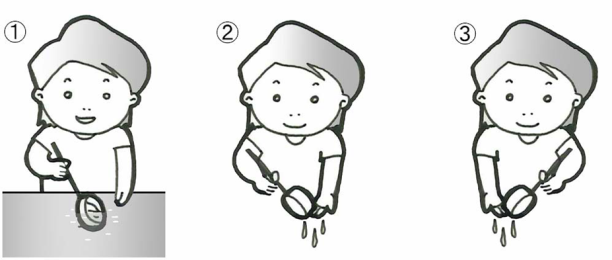 ①
②
③